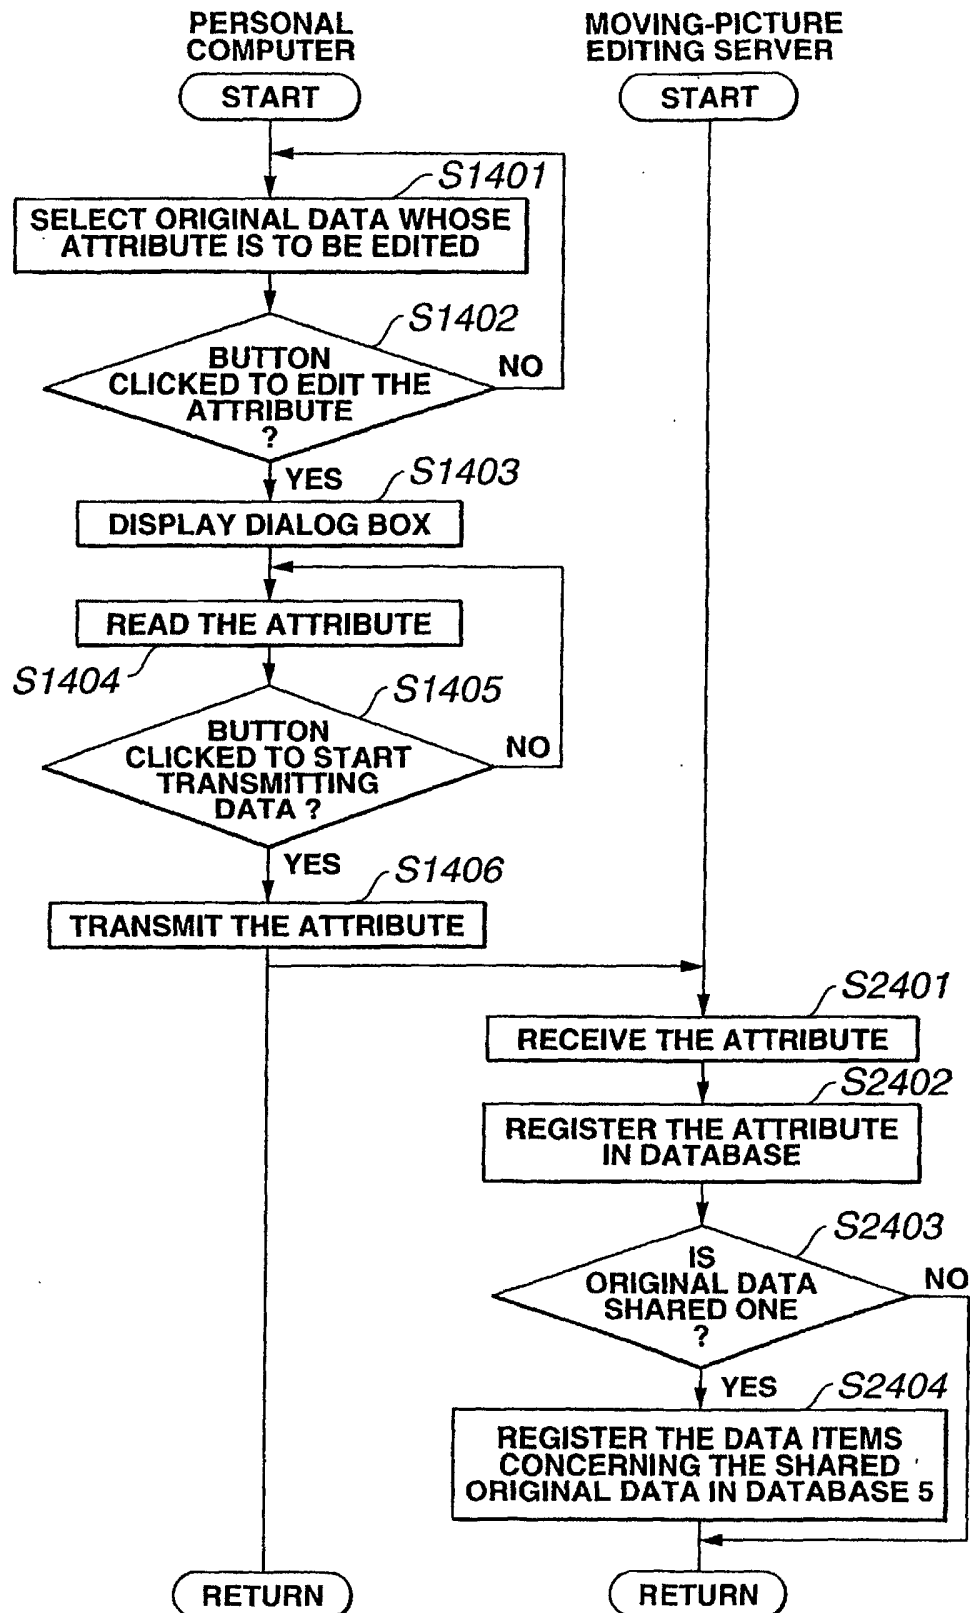 PERSONAL
COMPUTER
MOVING-PICTURE
EDITING SERVER
START
START
S1401
SELECT ORIGINAL DATA WHOSE
ATTRIBUTE IS TO BE EDITED
S1402
BUTTON
CLICKED TO EDIT THE
ATTRIBUTE
?
NO
YES
S1403
DISPLAY DIALOG BOX
READ THE ATTRIBUTE
S1404
S1405
BUTTON
CLICKED TO START
TRANSMITTING
DATA ?
NO
YES
S1406
TRANSMIT THE ATTRIBUTE
S2401
RECEIVE THE ATTRIBUTE
S2402
REGISTER THE ATTRIBUTE
IN DATABASE
S2403
IS
ORIGINAL DATA
SHARED ONE
?
NO
YES
S2404
REGISTER THE DATA ITEMS
CONCERNING THE SHARED
ORIGINAL DATA IN DATABASE 5
RETURN
RETURN